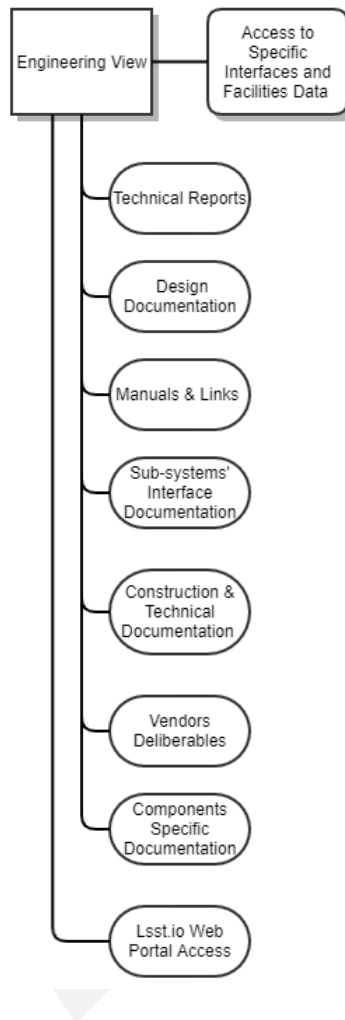 Engineering View
Access to
Specific
Interfaces and
Facilities Data
Technical Reports
Design
Documentation
Manuals & Links
Sub-systems'
Interface
Documentation
Construction &
Technical
Documentation
Vendors
Deliberables
Components
Specific
Documentation
Lsst.io Web
Portal Access